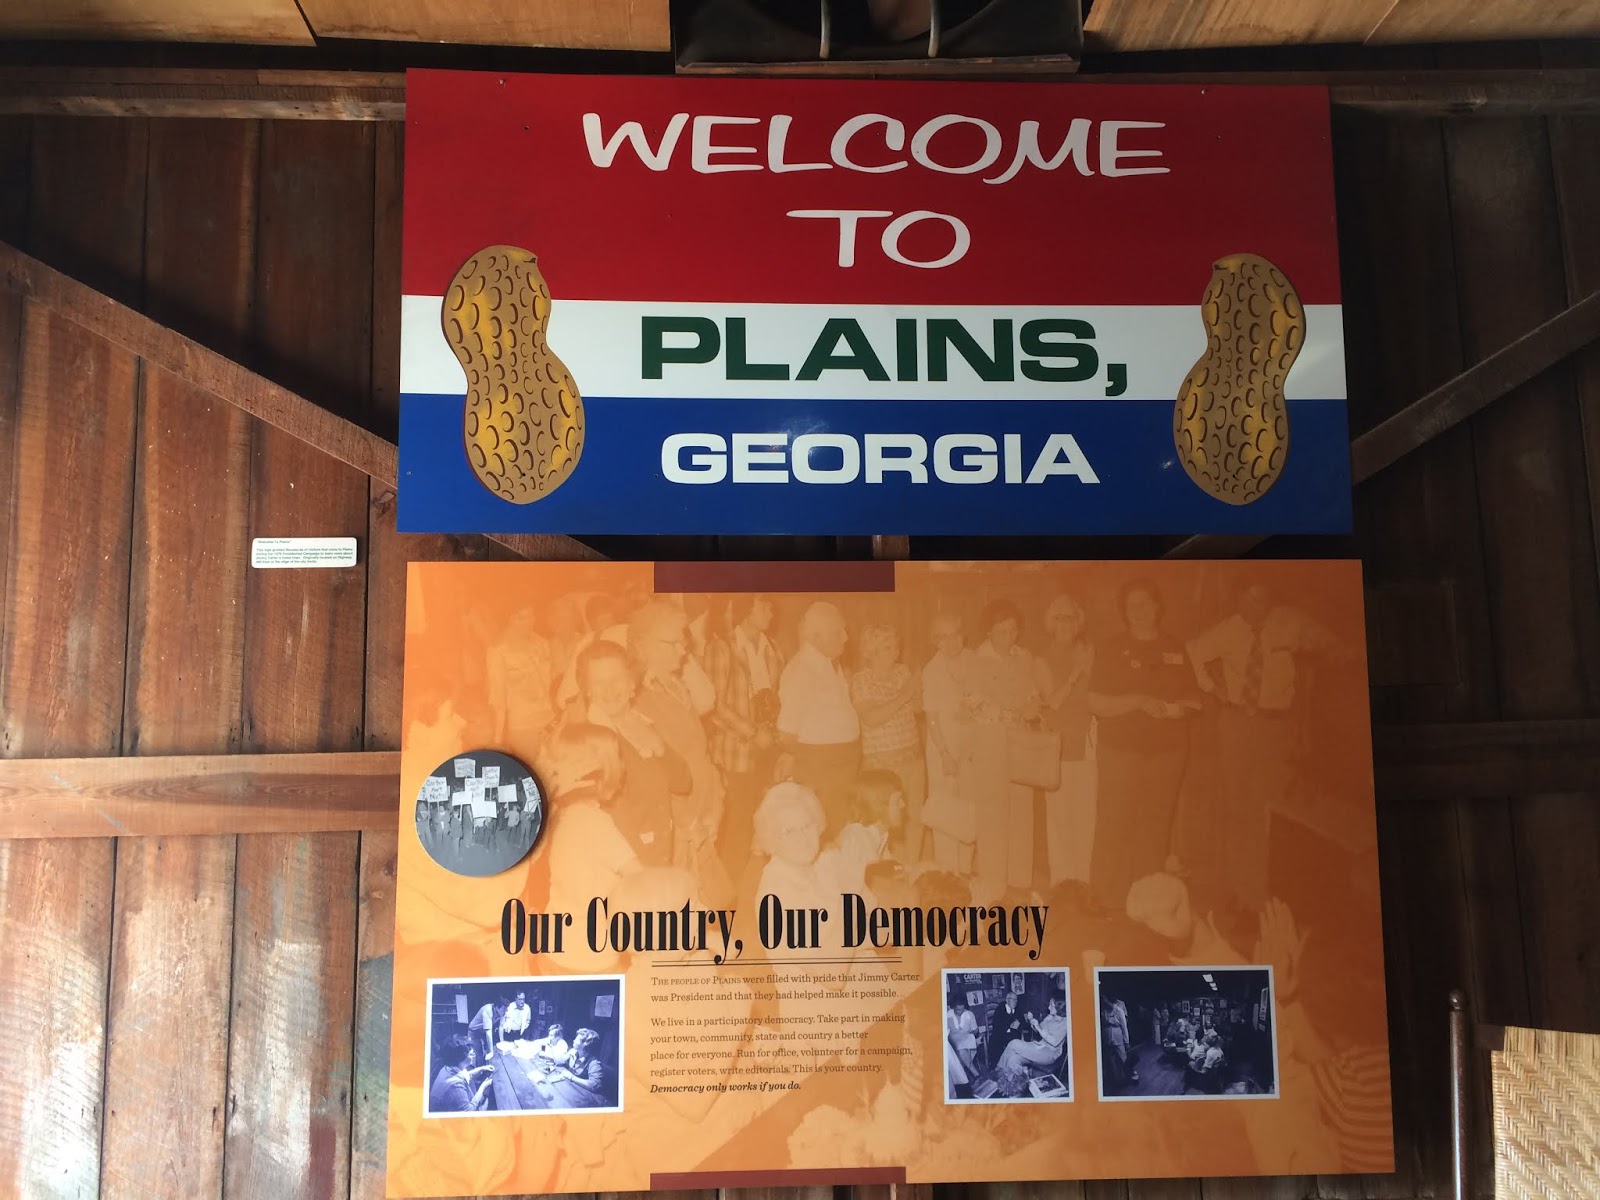 WELCOME
TO
PLAINS,
GEORGIA
"Welcome To Plains"
Our Country, Our Democracy
THE PEOPLE OF PLAINS were filled with pride that Jimmy Carter
was President and that they had helped make it possible.
We live in a participatory democracy. Take part in making
your town, community, state and country a better
place for everyone. Run for office, volunteer for a campaign,
register voters, write editorials. This is your country.
Democracy only works if you do.
CARTER